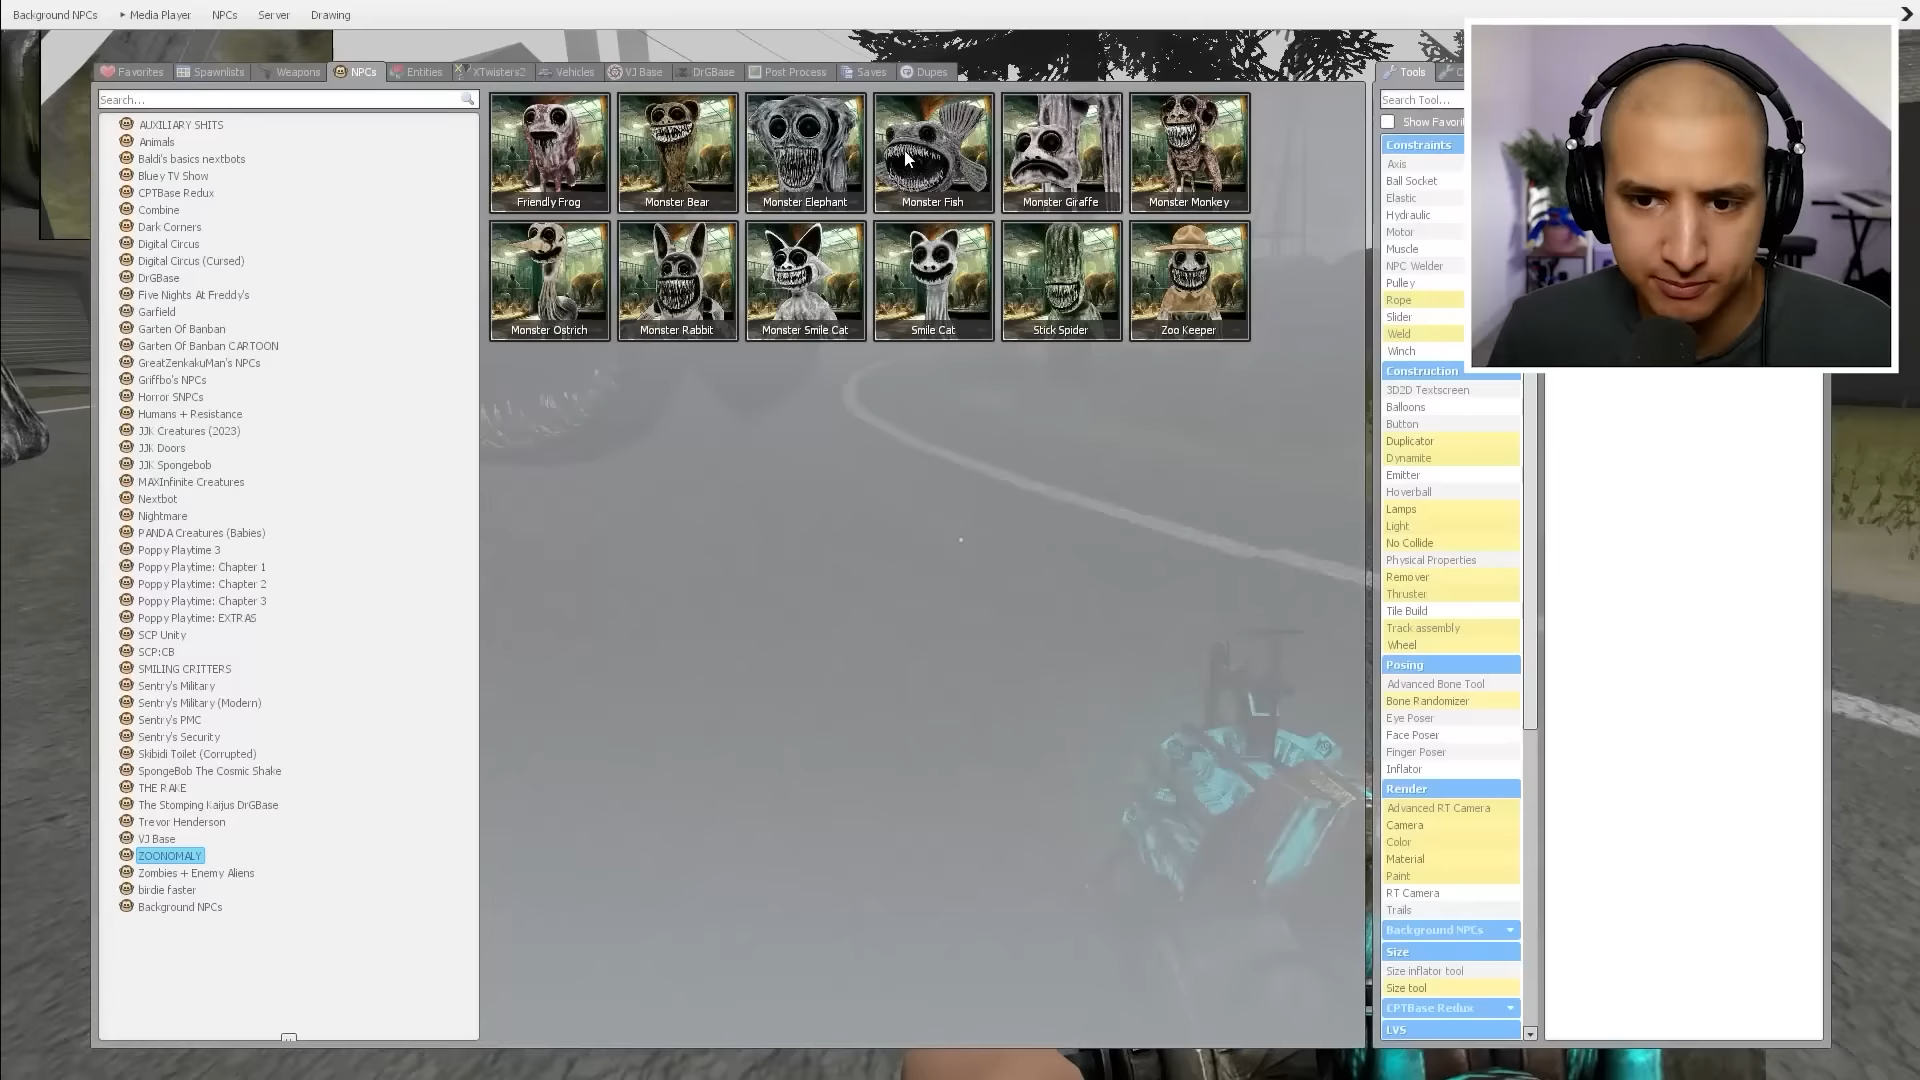 Background NPCs
Media Player
NPCs
Server
Drawing
Favorites
Spawnlists
Weapons
NPCs
Entities
XTwisters2
Vehicles
VJ Base
DrGBase
Post Process
Saves
Dupes
Tools
C
Search...
AUXILIARY SHITS
Animals
Baldi's basics nextbots
Bluey TV Show
CPTBase Redux
Combine
Dark Corners
Digital Circus
Digital Circus (Cursed)
DrGBase
Five Nights At Freddy's
Garfield
Garten Of Banban
Garten Of Banban CARTOON
GreatZenkakuMan's NPCs
Griffbo's NPCs
Horror SNPCs
Humans + Resistance
JJK Creatures (2023)
JJK Doors
JJK Spongebob
MAXInfinite Creatures
Nextbot
Nightmare
PANDA Creatures (Babies)
Poppy Playtime 3
Poppy Playtime: Chapter 1
Poppy Playtime: Chapter 2
Poppy Playtime: Chapter 3
Poppy Playtime: EXTRAS
SCP Unity
SCP:CB
SMILING CRITTERS
Sentry's Military
Sentry's Military (Modern)
Sentry's PMC
Sentry's Security
Skibidi Toilet (Corrupted)
SpongeBob The Cosmic Shake
THE RAKE
The Stomping Kaijus DrGBase
Trevor Henderson
VJ Base
ZOONOMALY
Zombies + Enemy Aliens
birdie faster
Background NPCs
Friendly Frog
Monster Bear
Monster Elephant
Monster Fish
Monster Giraffe
Monster Monkey
Monster Ostrich
Monster Rabbit
Monster Smile Cat
Smile Cat
Stick Spider
Zoo Keeper
Search Tool...
Show Favori
Constraints
Axis
Ball Socket
Elastic
Hydraulic
Motor
Muscle
NPC Welder
Pulley
Rope
Slider
Weld
Winch
Construction
3D2D Textscreen
Balloons
Button
Duplicator
Dynamite
Emitter
Hoverball
Lamps
Light
No Collide
Physical Properties
Remover
Thruster
Tile Build
Track assembly
Wheel
Posing
Advanced Bone Tool
Bone Randomizer
Eye Poser
Face Poser
Finger Poser
Inflator
Render
Advanced RT Camera
Camera
Color
Material
Paint
RT Camera
Trails
Background NPCs
Size
Size inflator tool
Size tool
CPTBase Redux
LVS